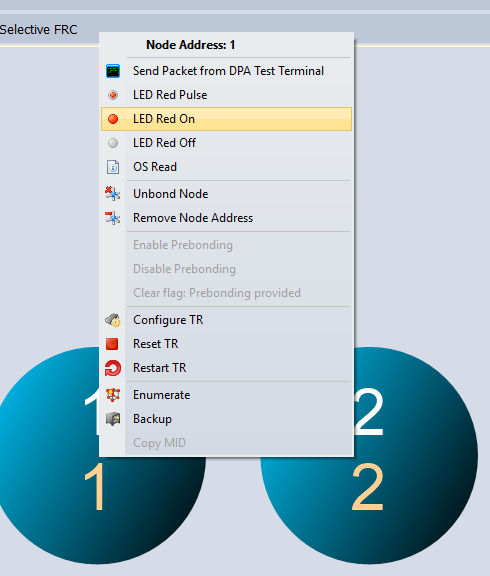 Selective FRC
Node Address: 1
Send Packet from DPA Test Terminal
LED Red Pulse
LED Red On
LED Red Off
OS Read
Unbond Node
Remove Node Address
Enable Prebonding
Disable Prebonding
Clear flag: Prebonding provided
Configure TR
Reset TR
Restart TR
Enumerate
Backup
Copy MID
1 2
1 2